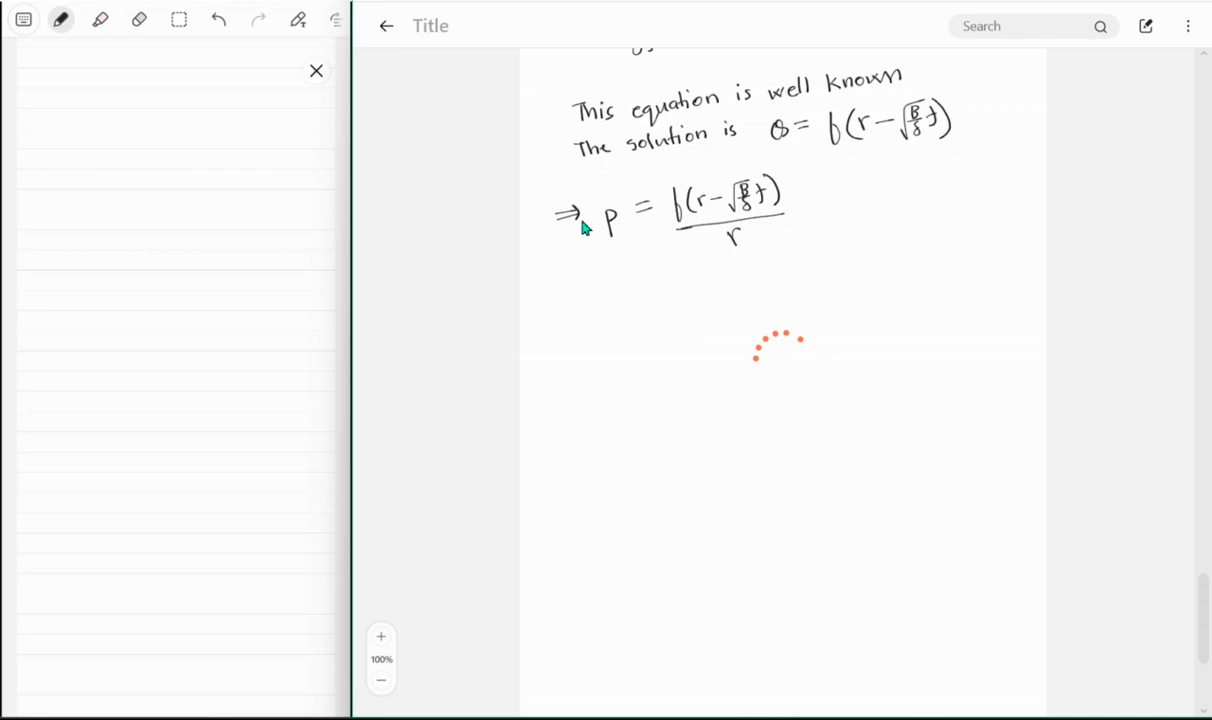 Title
Search
This equation is well known
The solution is θ = f(r - √(B/ρ) t)
⇒ p = f(r - √(B/ρ) t) / r
100%